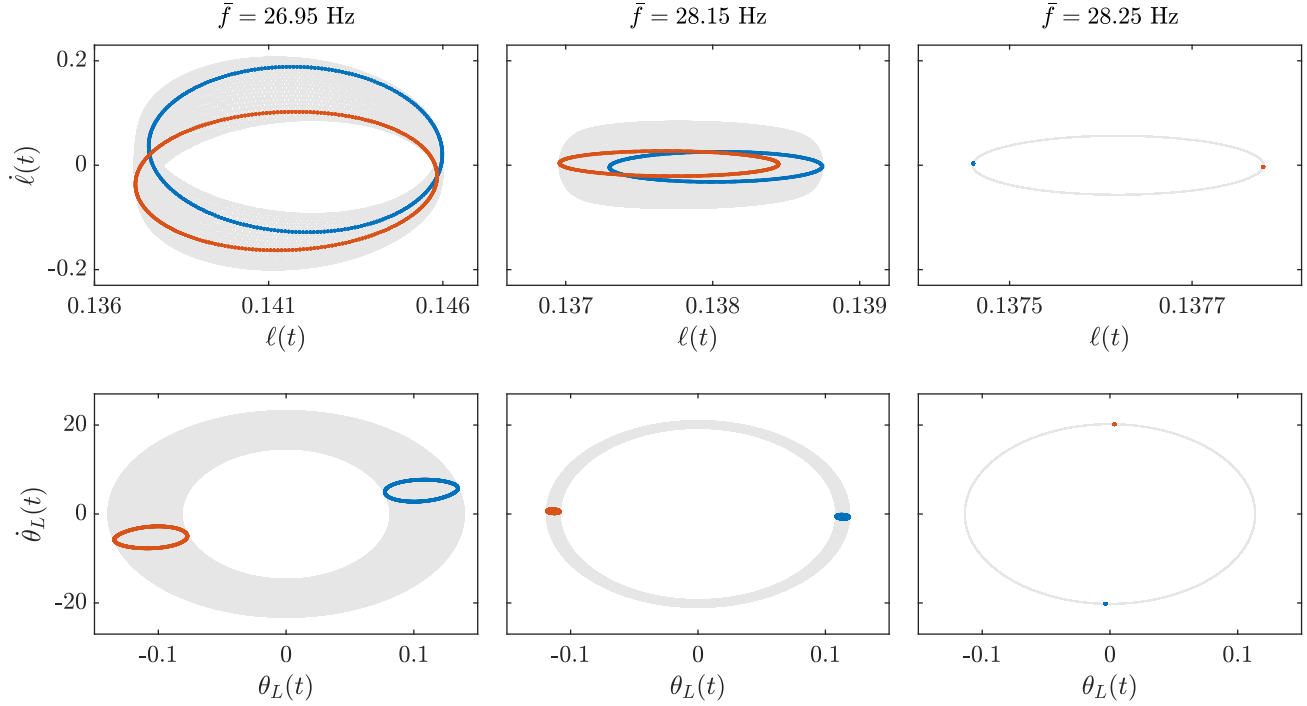 f̄ = 26.95 Hz
f̄ = 28.15 Hz
f̄ = 28.25 Hz
0.2
0
-0.2
ℓ̇(t)
0.136 0.141 0.146
0.137 0.138 0.139
0.1375 0.1377
ℓ(t)
ℓ(t)
ℓ(t)
20
0
-20
θ̇_L(t)
-0.1 0 0.1
-0.1 0 0.1
-0.1 0 0.1
θ_L(t)
θ_L(t)
θ_L(t)